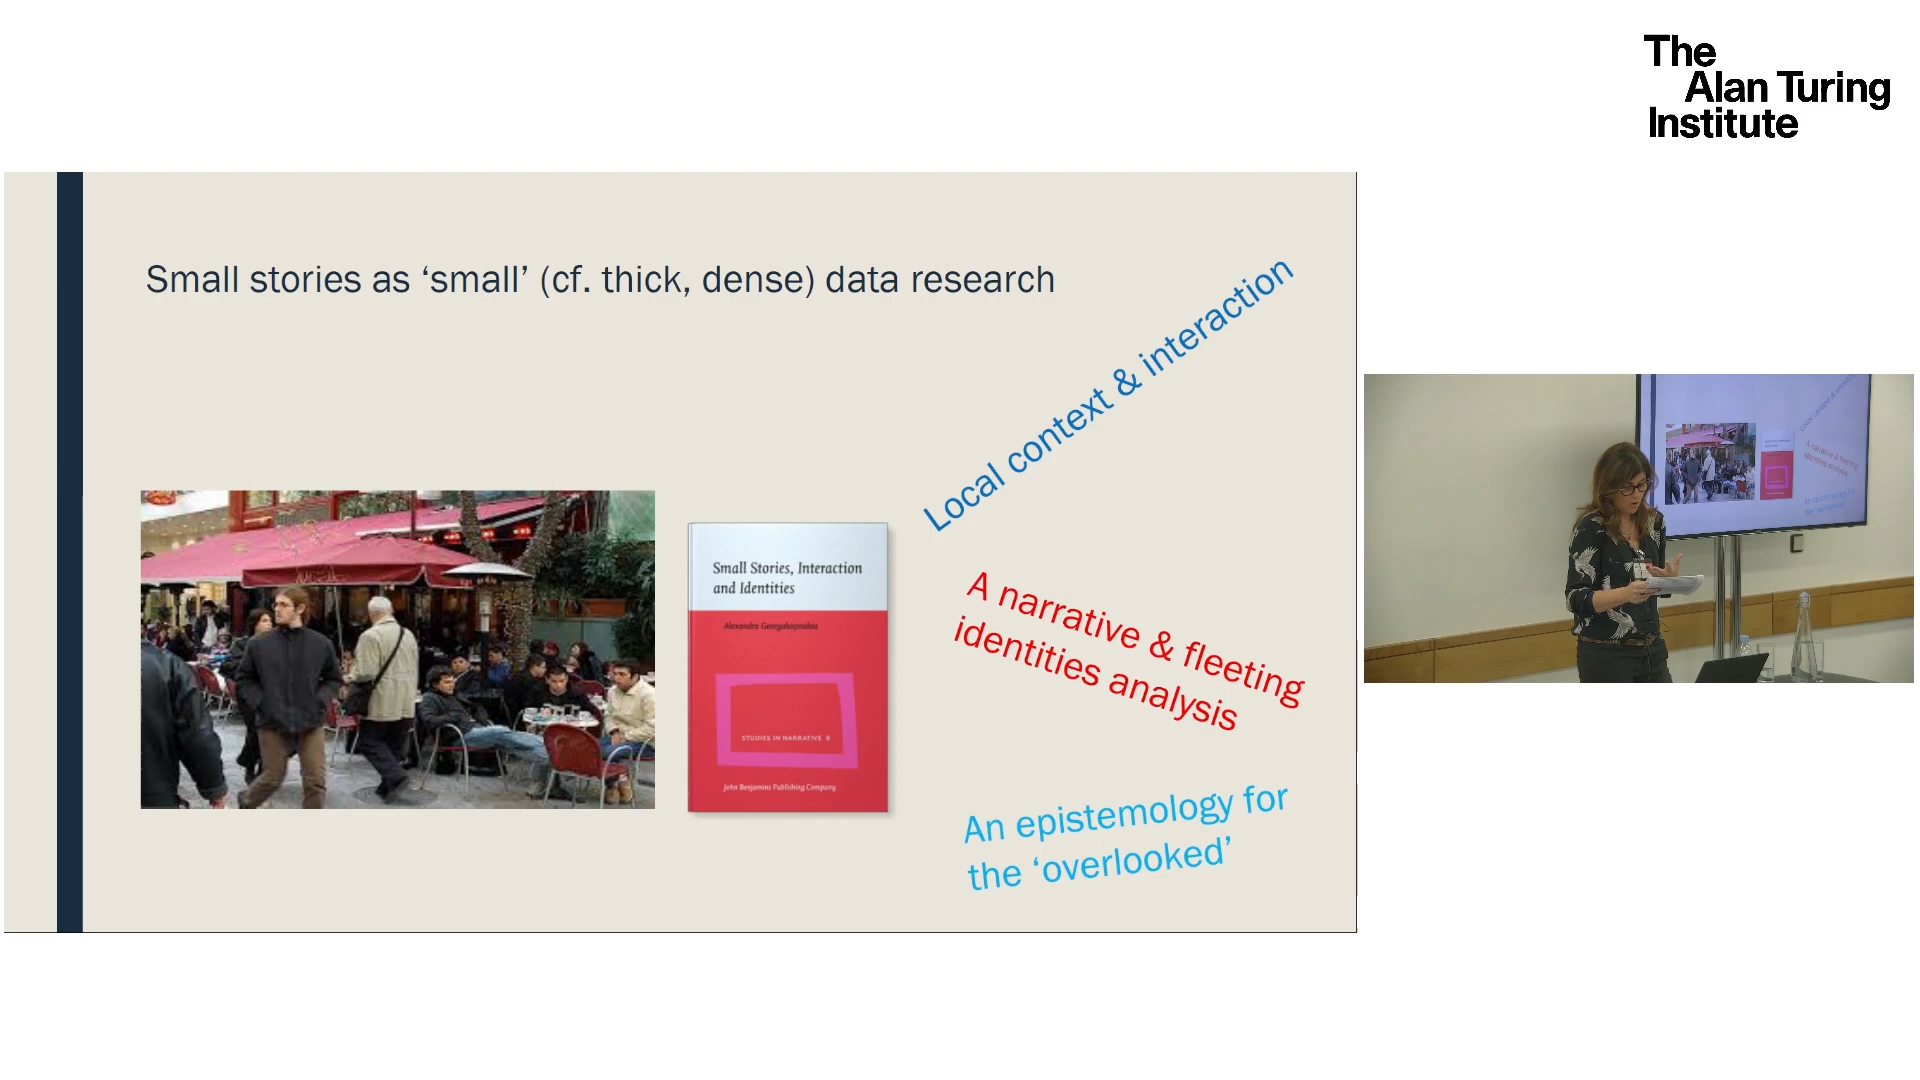 The
Alan Turing
Institute
Small stories as ‘small’ (cf. thick, dense) data research
Local context & interaction
Small Stories, Interaction
and Identities
Alexandra Georgakopoulou
STUDIES IN NARRATIVE 8
John Benjamins Publishing Company
A narrative & fleeting
identities analysis
An epistemology for
the ‘overlooked’